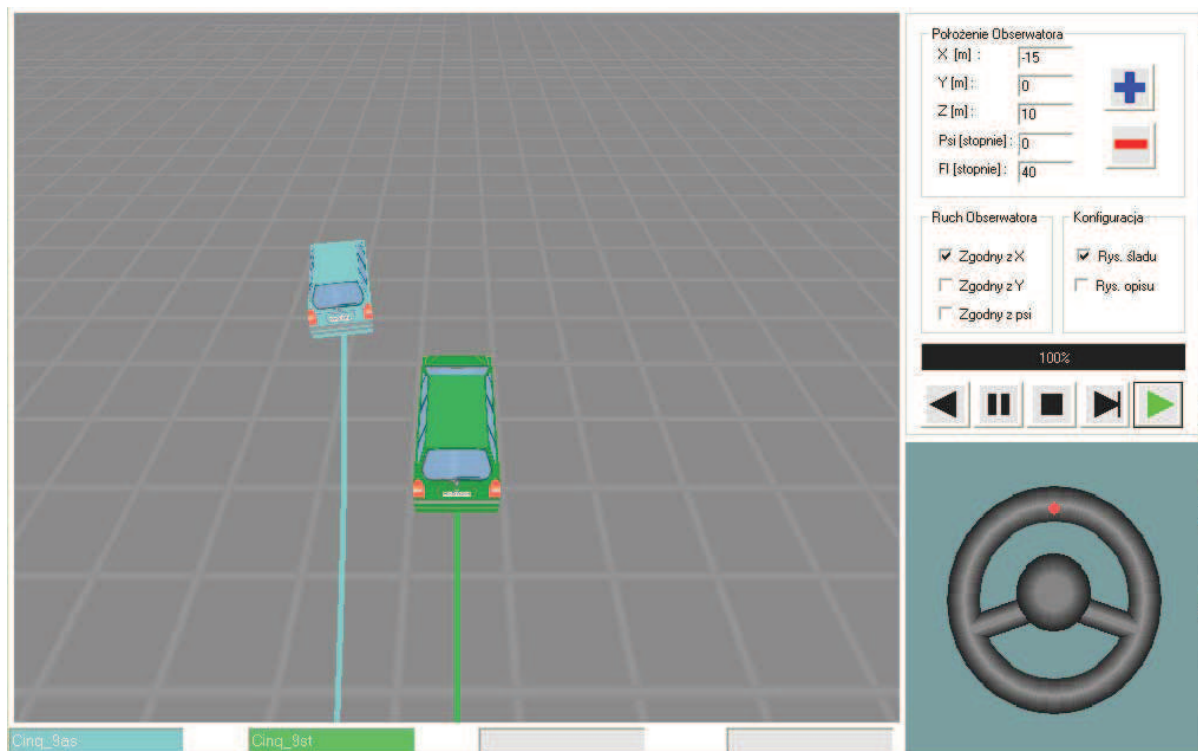 Położenie Obserwatora
X [m] : -15
Y [m] : 0
Z [m] : 10
Psi [stopnie] : 0
FI [stopnie] : 40
Ruch Obserwatora
Zgodny z X
Zgodny z Y
Zgodny z psi
Konfiguracja
Rys. śladu
Rys. opisu
100%
Cinq_9as
Cinq_9st